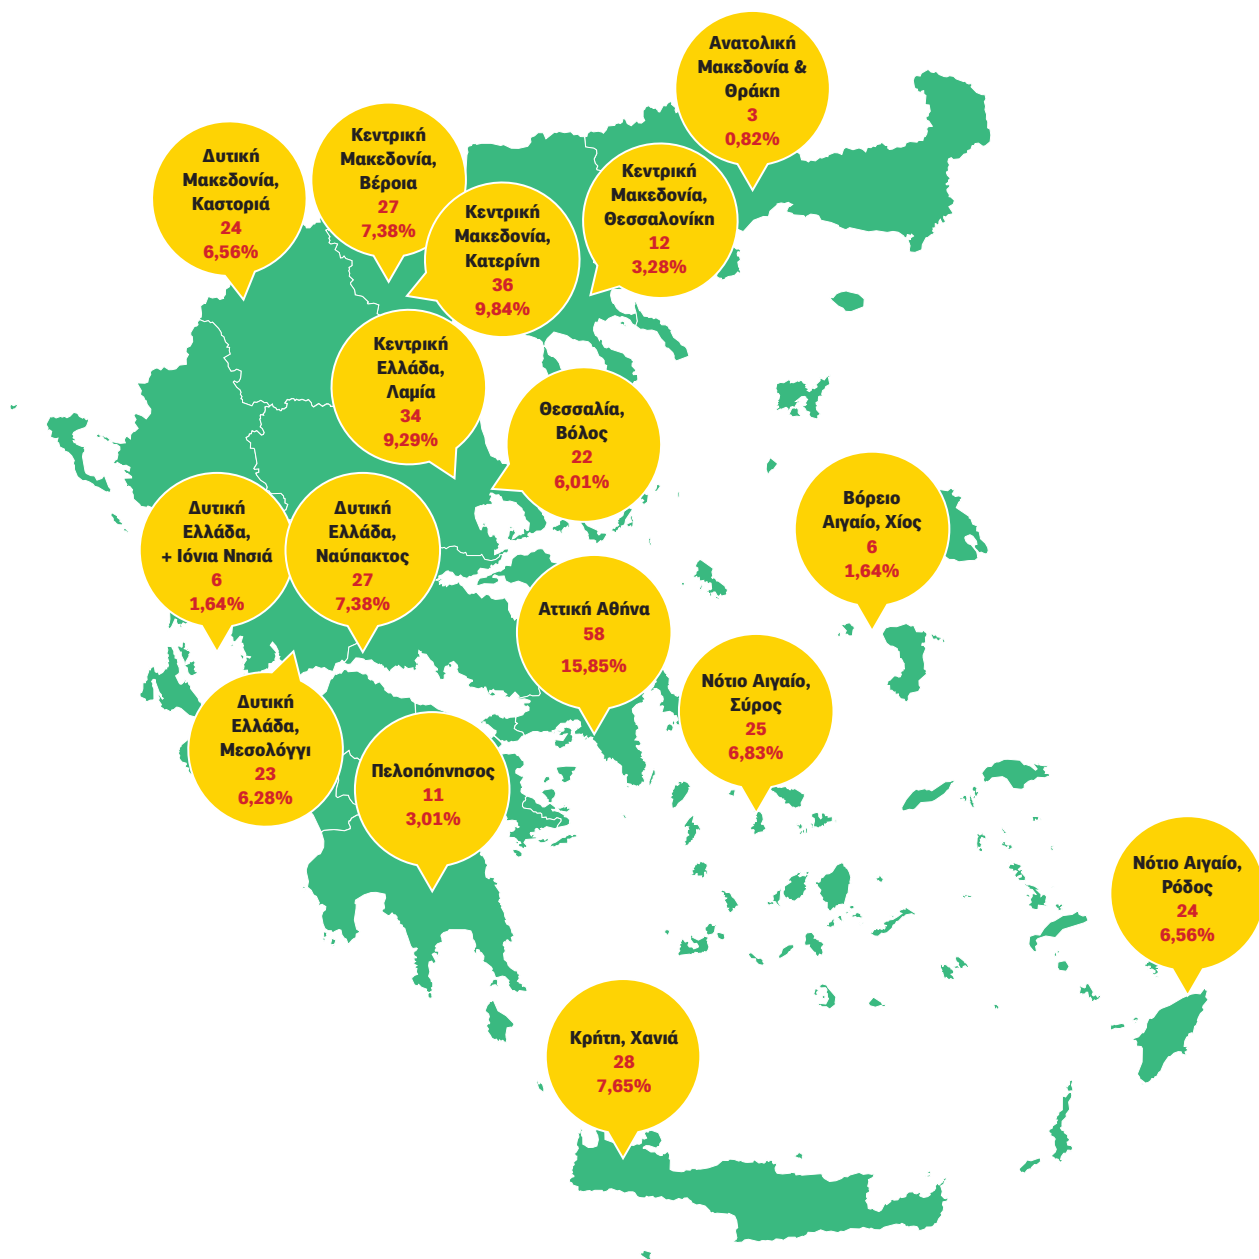 Ανατολική
Μακεδονία &
Θράκη
3
0,82%
Δυτική
Μακεδονία,
Καστοριά
24
6,56%
Κεντρική
Μακεδονία,
Βέροια
27
7,38%
Κεντρική
Μακεδονία,
Κατερίνη
36
9,84%
Κεντρική
Μακεδονία,
Θεσσαλονίκη
12
3,28%
Κεντρική
Ελλάδα,
Λαμία
34
9,29%
Θεσσαλία,
Βόλος
22
6,01%
Βόρειο
Αιγαίο, Χίος
6
1,64%
Δυτική
Ελλάδα,
+ Ιόνια Νησιά
6
1,64%
Δυτική
Ελλάδα,
Ναύπακτος
27
7,38%
Αττική Αθήνα
58
15,85%
Νότιο Αιγαίο,
Σύρος
25
6,83%
Δυτική
Ελλάδα,
Μεσολόγγι
23
6,28%
Πελοπόηνησος
11
3,01%
Νότιο Αιγαίο,
Ρόδος
24
6,56%
Κρήτη, Χανιά
28
7,65%